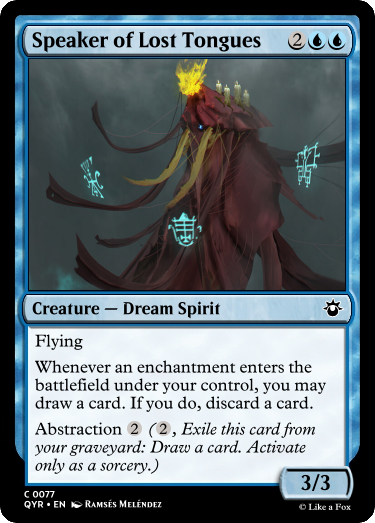 Speaker of Lost Tongues 2
Creature — Dream Spirit
Flying
Whenever an enchantment enters the
battlefield under your control, you may
draw a card. If you do, discard a card.
Abstraction 2 (2, Exile this card from
your graveyard: Draw a card. Activate
only as a sorcery.)
3/3
C 0077
QYR • EN Ramsés Meléndez
© Like a Fox